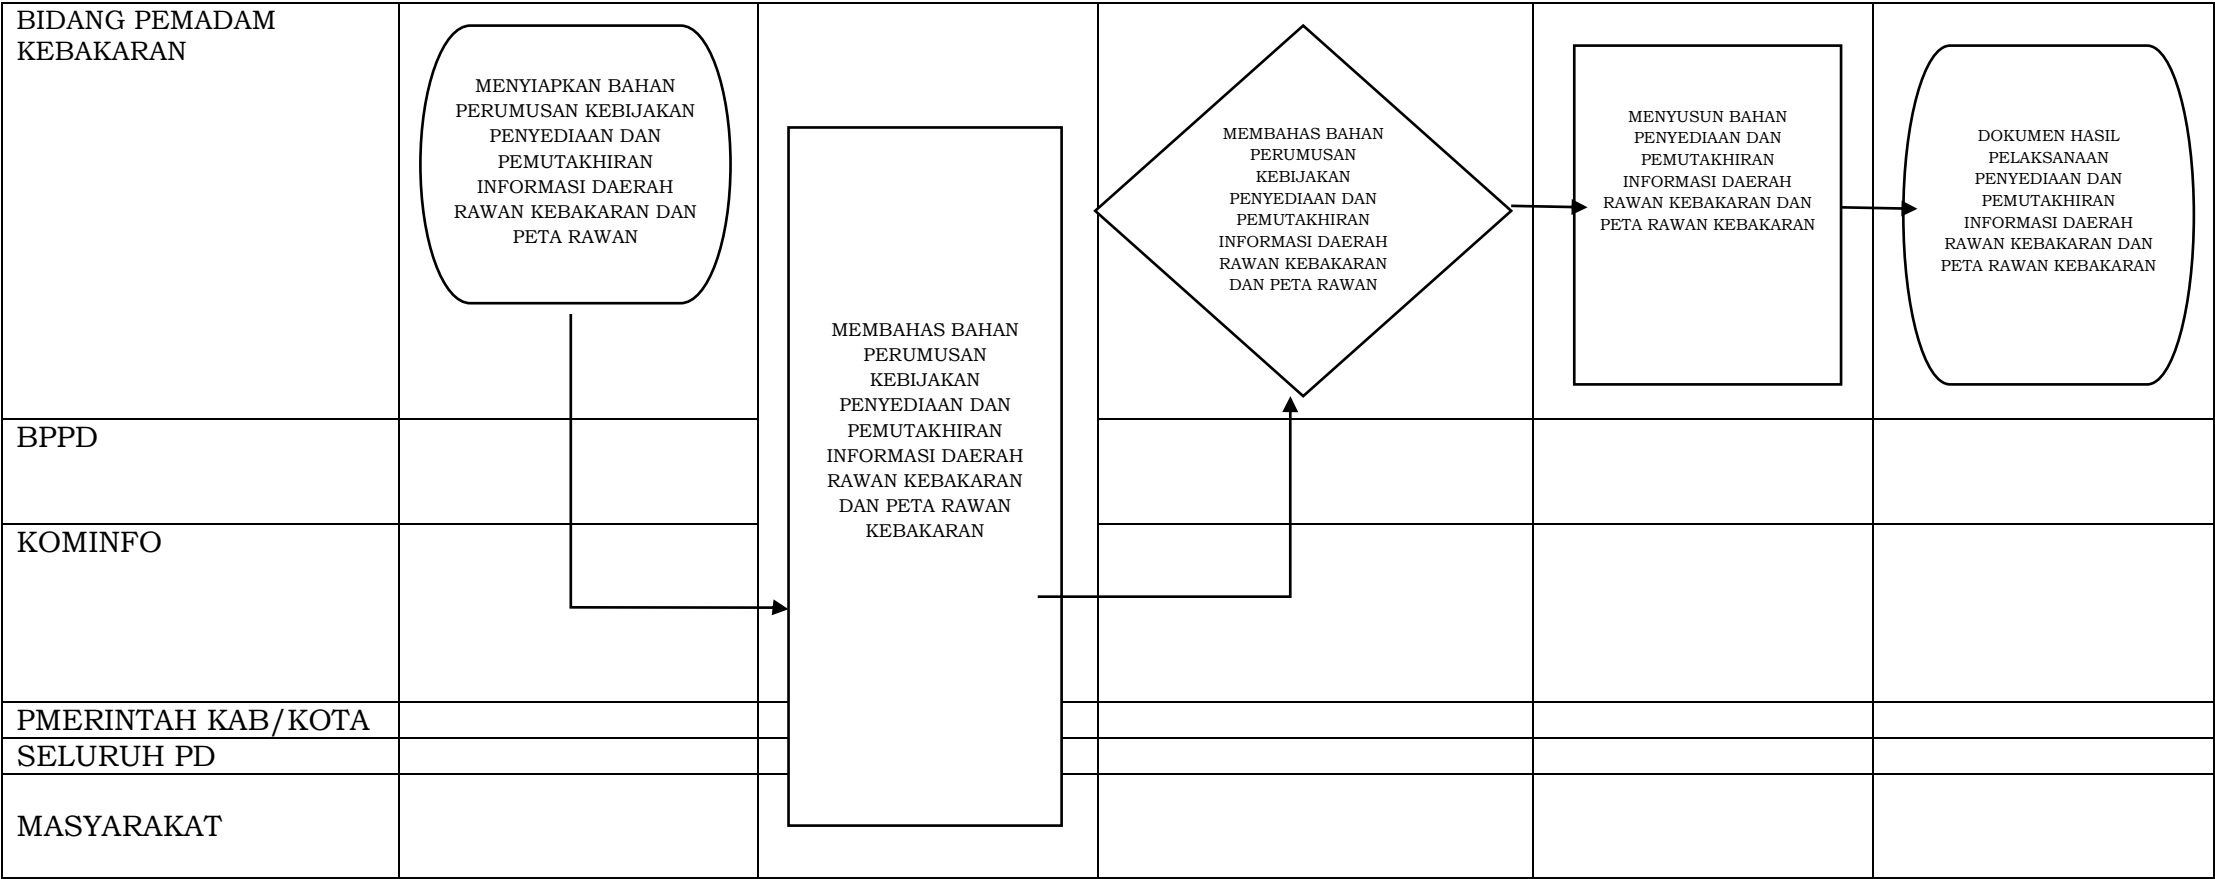 BIDANG PEMADAM
KEBAKARAN
MENYIAPKAN BAHAN
PERUMUSAN KEBIJAKAN
PENYEDIAAN DAN
PEMUTAKHIRAN
INFORMASI DAERAH
RAWAN KEBAKARAN DAN
PETA RAWAN
MEMBAHAS BAHAN
PERUMUSAN
KEBIJAKAN
PENYEDIAAN DAN
PEMUTAKHIRAN
INFORMASI DAERAH
RAWAN KEBAKARAN
DAN PETA RAWAN
KEBAKARAN
MEMBAHAS BAHAN
PERUMUSAN
KEBIJAKAN
PENYEDIAAN DAN
PEMUTAKHIRAN
INFORMASI DAERAH
RAWAN KEBAKARAN
DAN PETA RAWAN
MENYUSUN BAHAN
PENYEDIAAN DAN
PEMUTAKHIRAN
INFORMASI DAERAH
RAWAN KEBAKARAN DAN
PETA RAWAN KEBAKARAN
DOKUMEN HASIL
PELAKSANAAN
PENYEDIAAN DAN
PEMUTAKHIRAN
INFORMASI DAERAH
RAWAN KEBAKARAN DAN
PETA RAWAN KEBAKARAN
BPPD
KOMINFO
PMERINTAH KAB/KOTA
SELURUH PD
MASYARAKAT